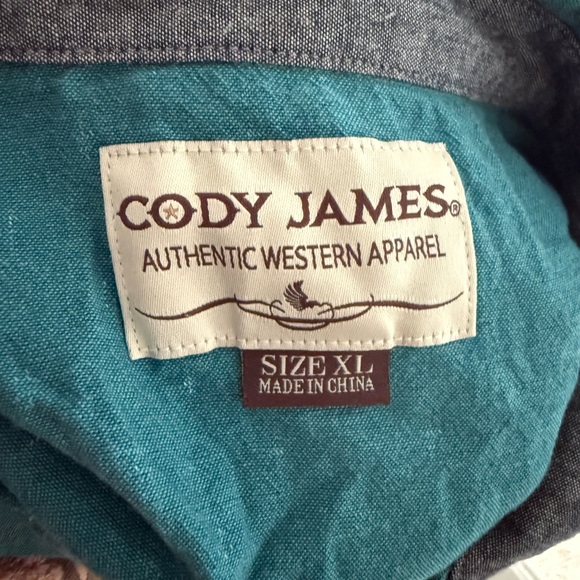 CODY JAMES®
AUTHENTIC WESTERN APPAREL
SIZE XL
MADE IN CHINA